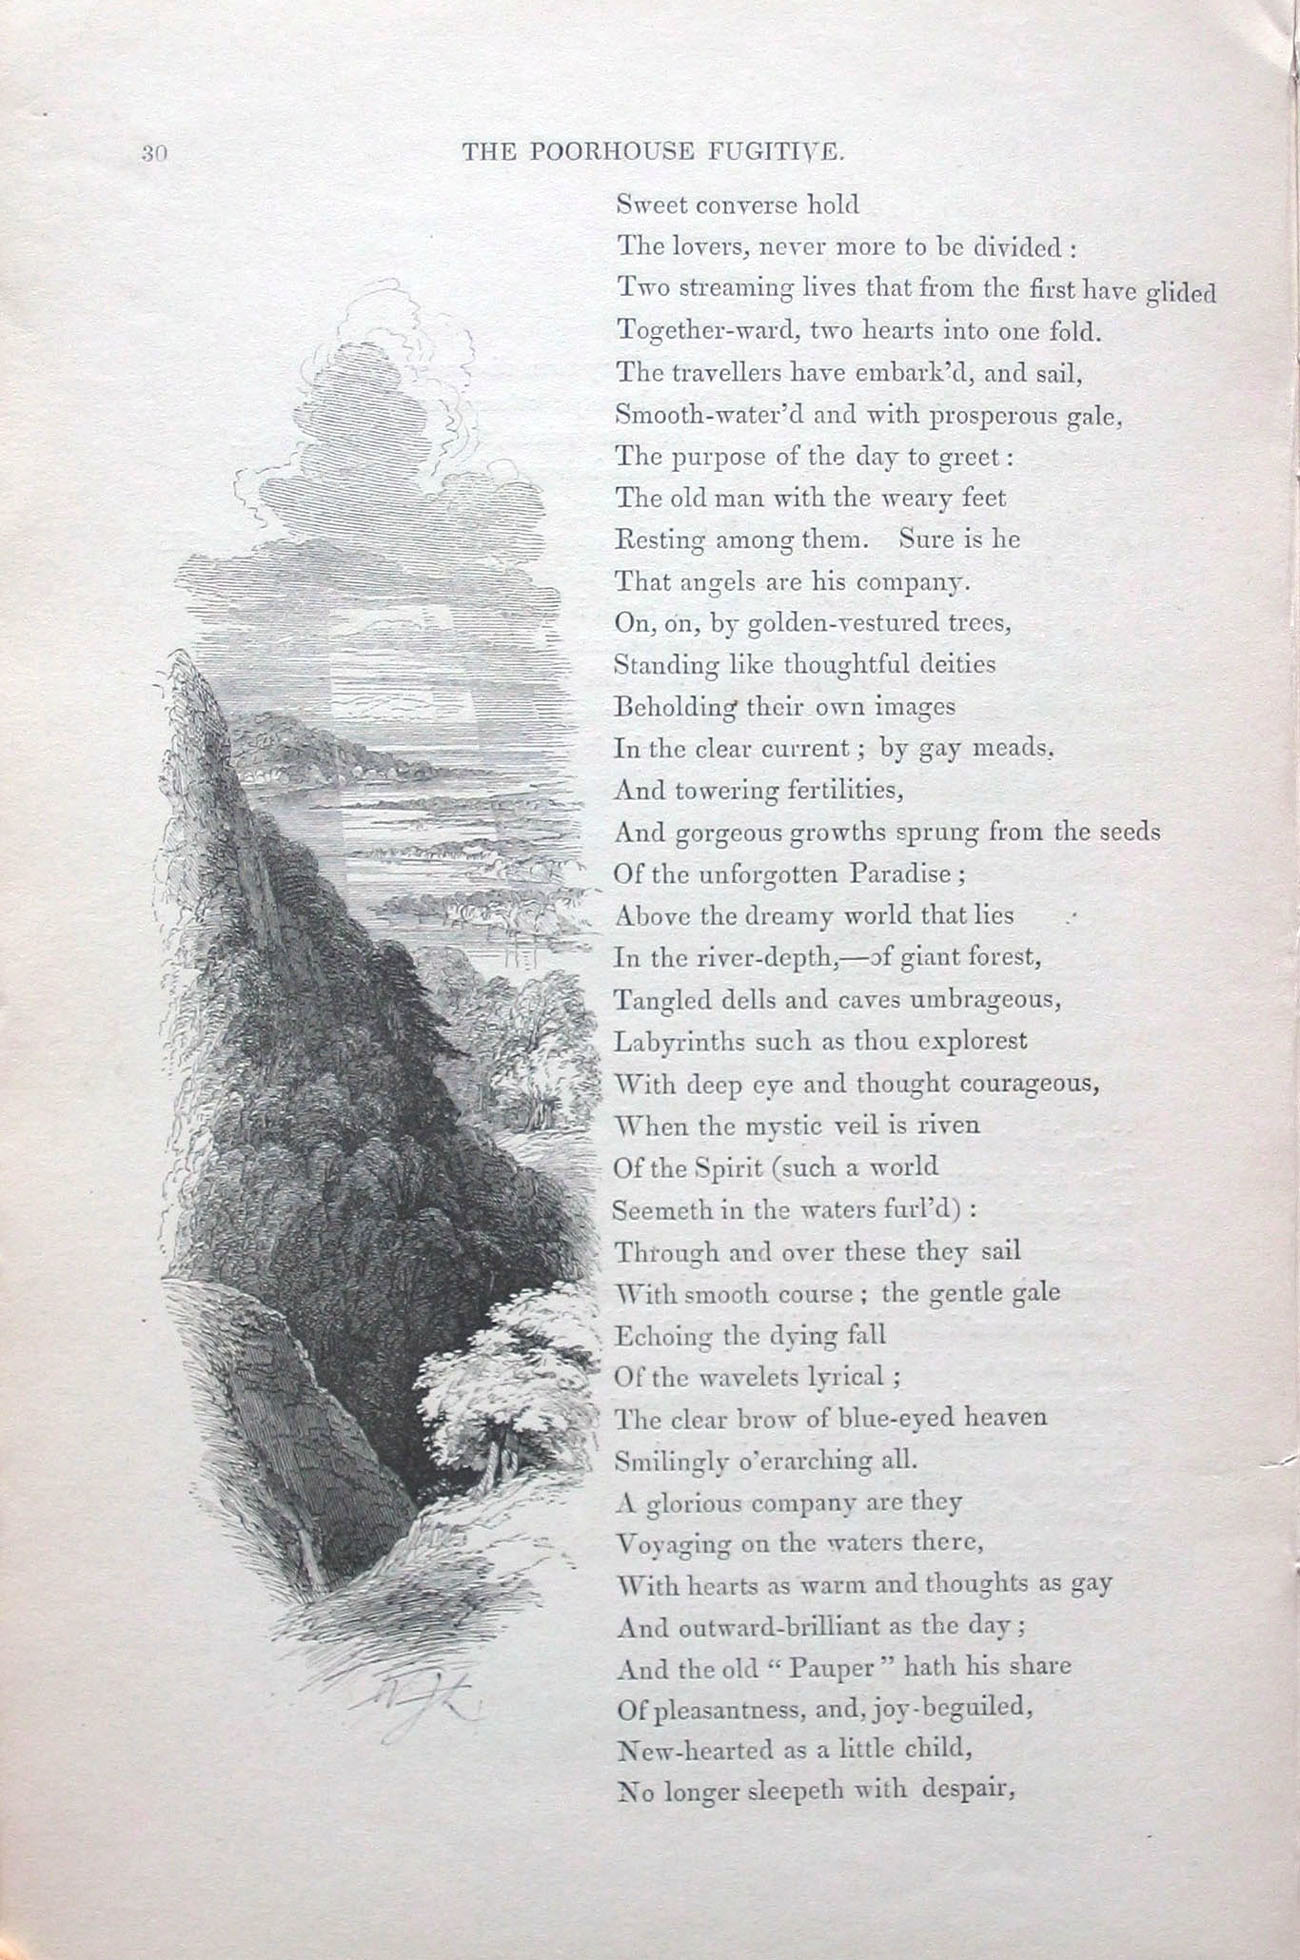 30
THE POORHOUSE FUGITIVE.
Sweet converse hold
The lovers, never more to be divided :
Two streaming lives that from the first have glided
Together-ward, two hearts into one fold.
The travellers have embark'd, and sail,
Smooth-water'd and with prosperous gale,
The purpose of the day to greet :
The old man with the weary feet
Resting among them. Sure is he
That angels are his company.
On, on, by golden-vestured trees,
Standing like thoughtful deities
Beholding their own images
In the clear current ; by gay meads,
And towering fertilities,
And gorgeous growths sprung from the seeds
Of the unforgotten Paradise ;
Above the dreamy world that lies
In the river-depth,—of giant forest,
Tangled dells and caves umbrageous,
Labyrinths such as thou explorest
With deep eye and thought courageous,
When the mystic veil is riven
Of the Spirit (such a world
Seemeth in the waters furl'd) :
Through and over these they sail
With smooth course ; the gentle gale
Echoing the dying fall
Of the wavelets lyrical ;
The clear brow of blue-eyed heaven
Smilingly o'erarching all.
A glorious company are they
Voyaging on the waters there,
With hearts as warm and thoughts as gay
And outward-brilliant as the day ;
And the old “ Pauper ” hath his share
Of pleasantness, and, joy-beguiled,
New-hearted as a little child,
No longer sleepeth with despair,